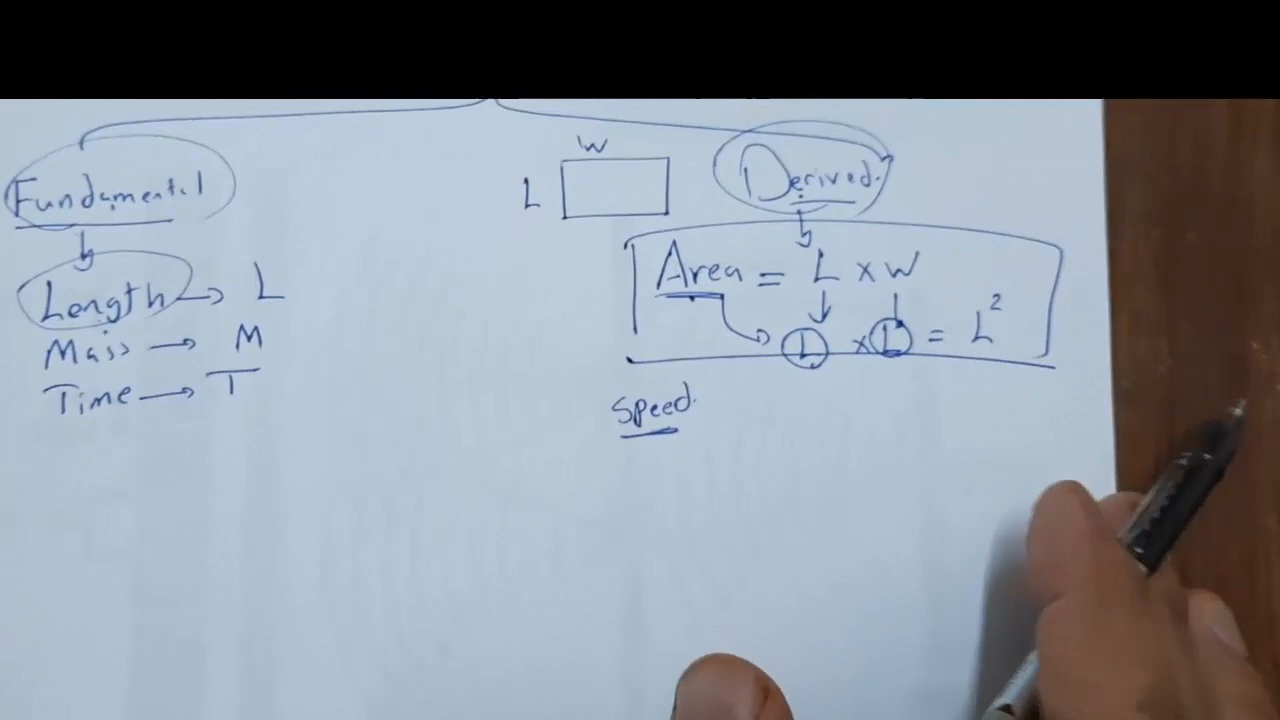 Fundamental
Length → L
Mass → M
Time → T
W
L
Derived.
Area = L x W
L x L = L²
Speed.